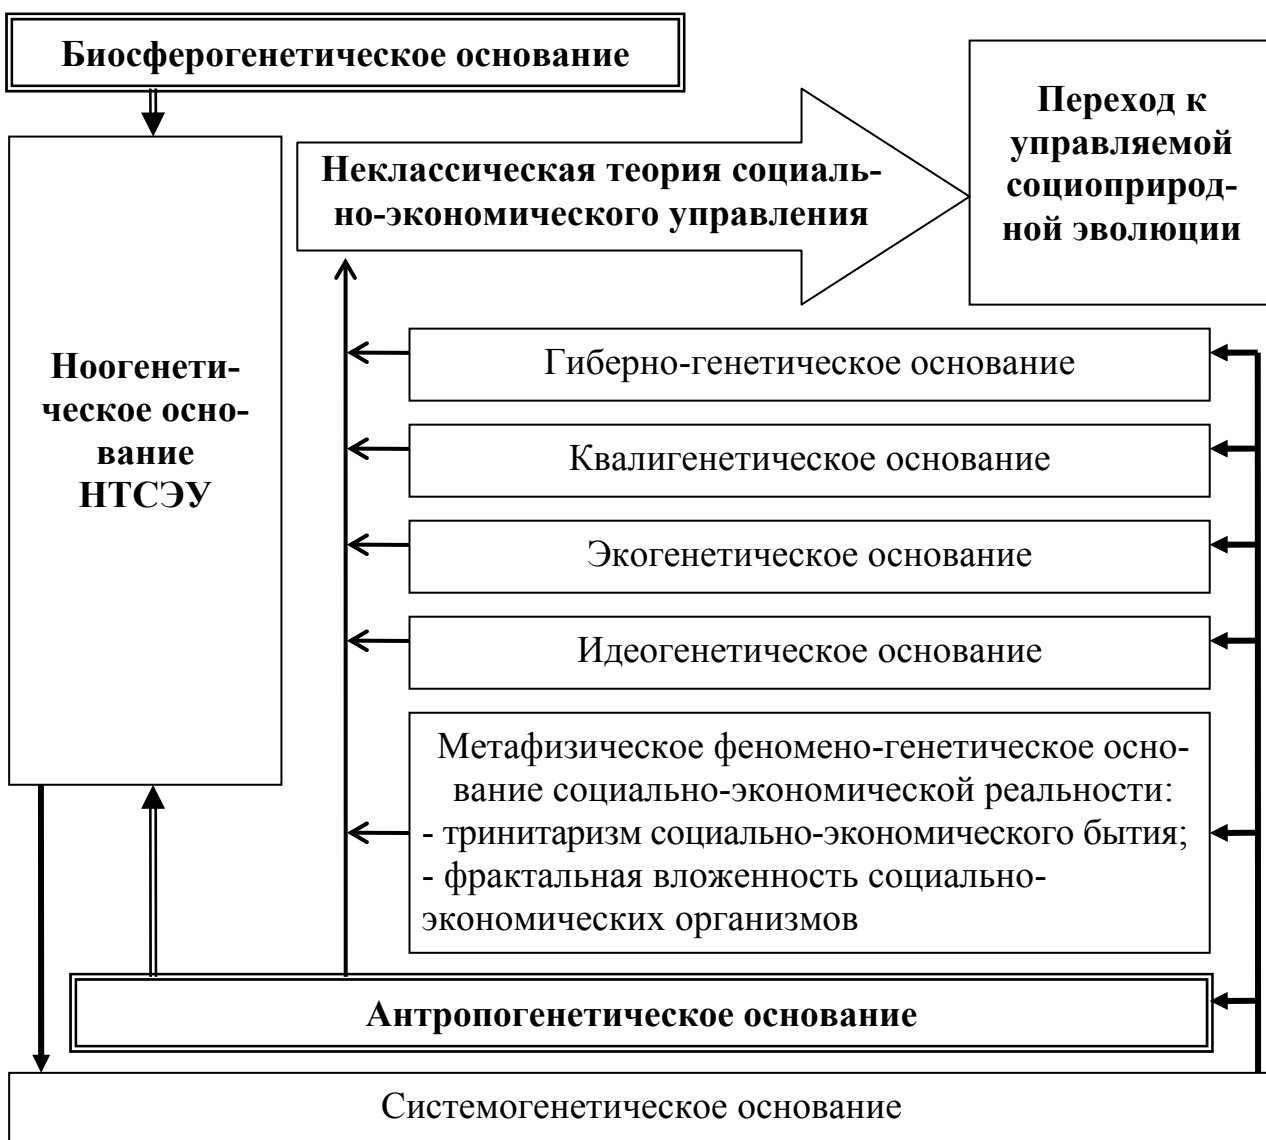 Биосферогенетическое основание
Переход к
управляемой
социоприрод-
ной эволюции
Неклассическая теория социаль-
но-экономического управления
Ноогенети-
ческое осно-
вание
НТСЭУ
Гиберно-генетическое основание
Квалигенетическое основание
Экогенетическое основание
Идеогенетическое основание
Метафизическое феномено-генетическое осно-
вание социально-экономической реальности:
- тринитаризм социально-экономического бытия;
- фрактальная вложенность социально-
экономических организмов
Антропогенетическое основание
Системогенетическое основание